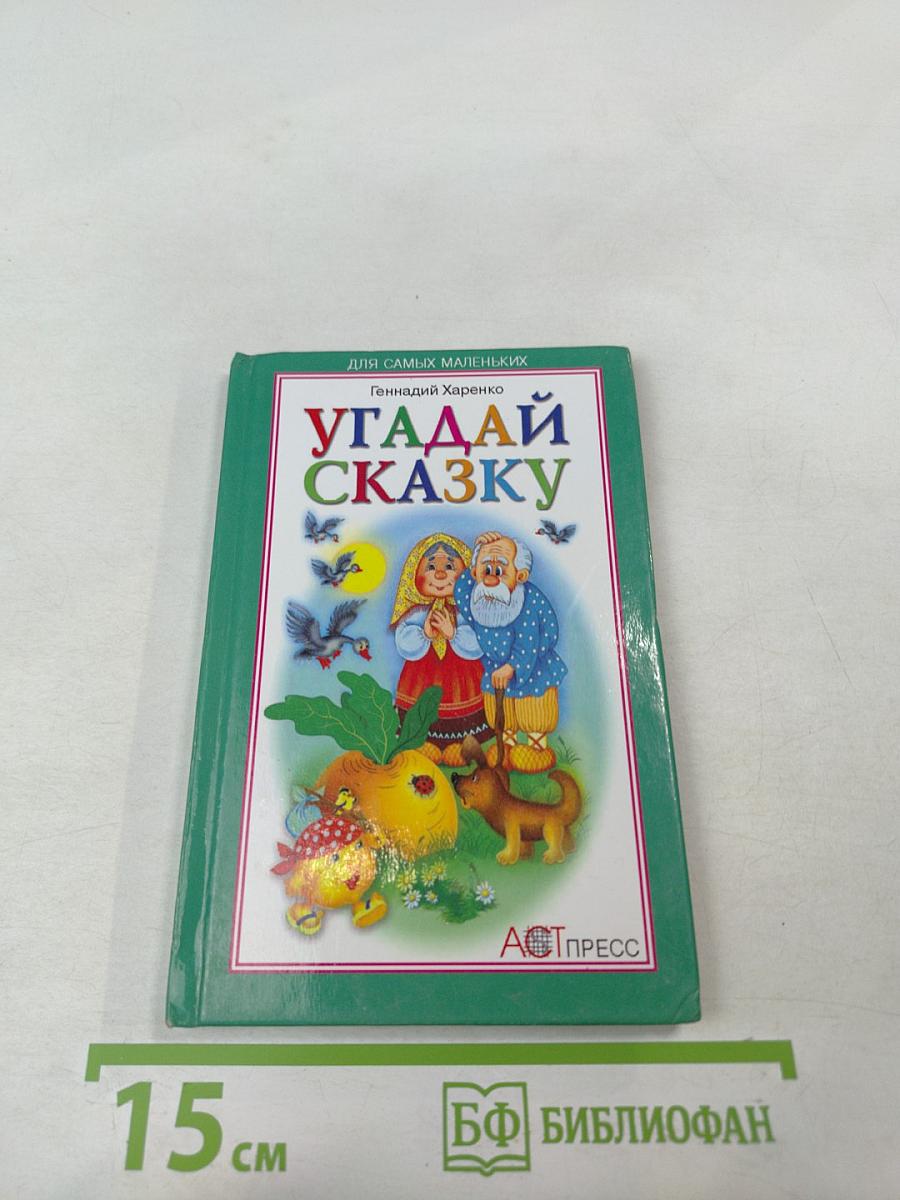 ДЛЯ САМЫХ МАЛЕНЬКИХ
Геннадий Харенко
УГАДАЙ
СКАЗКУ
АСТ ПРЕСС
15 см
БФ БИБЛИОФАН